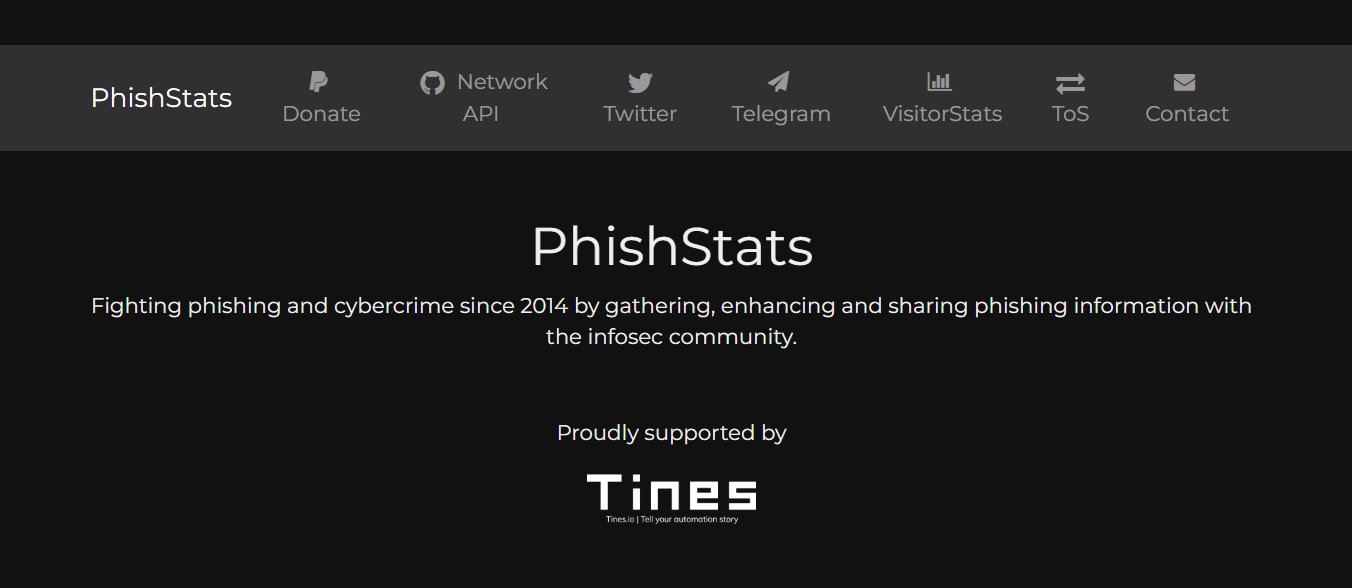 PhishStats
Donate
Network
API
Twitter
Telegram
VisitorStats
ToS
Contact
PhishStats
Fighting phishing and cybercrime since 2014 by gathering, enhancing and sharing phishing information with
the infosec community.
Proudly supported by
Tines
Tines.io | Tell your automation story